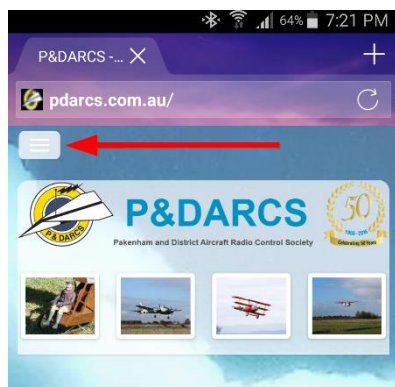 64% 7:21 PM
P&DARCS -...
pdarcs.com.au/
P&DARCS
Pakenham and District Aircraft Radio Control Society
P& DARCS
50
Celebrating 50 Years